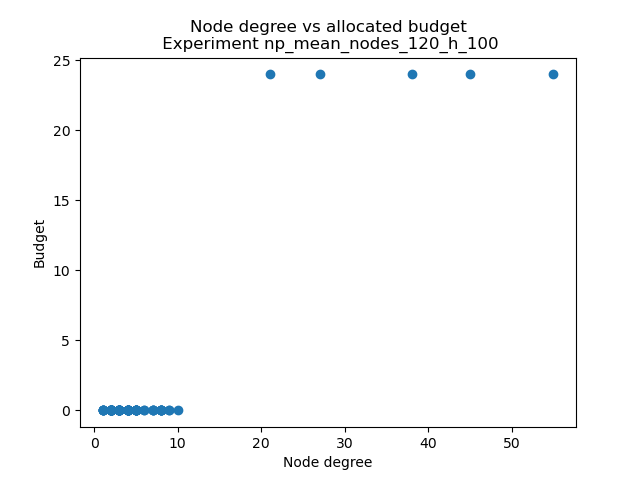 Node degree vs allocated budget
Experiment np_mean_nodes_120_h_100
25
20
15
10
5
0
Budget
0 10 20 30 40 50
Node degree